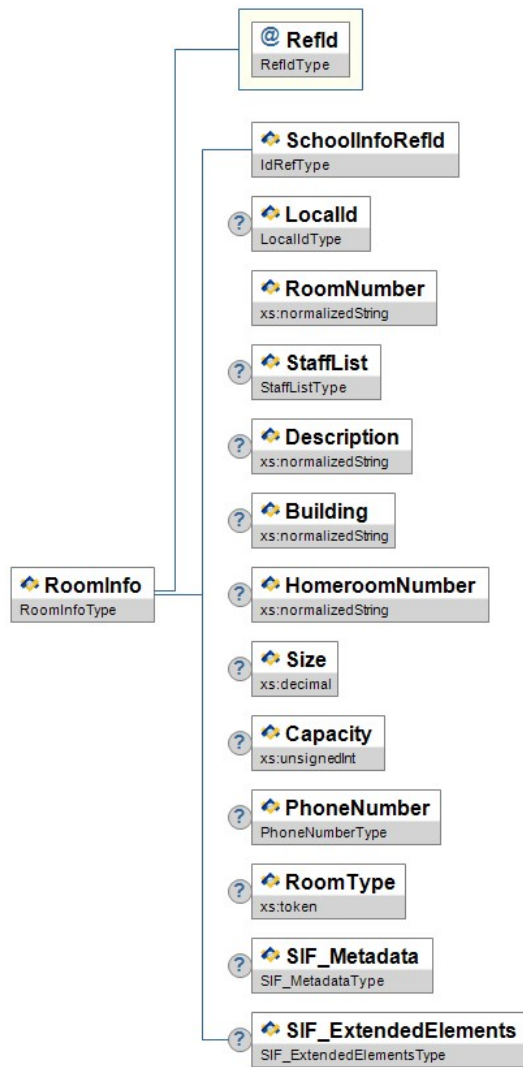 @ RefId
RefIdType
SchoolInfoRefId
IdRefType
? LocalId
LocalIdType
RoomNumber
xs:normalizedString
? StaffList
StaffListType
? Description
xs:normalizedString
? Building
xs:normalizedString
RoomInfo
RoomInfoType
? HomeroomNumber
xs:normalizedString
? Size
xs:decimal
? Capacity
xs:unsignedInt
? PhoneNumber
PhoneNumberType
? RoomType
xs:token
? SIF_Metadata
SIF_MetadataType
? SIF_ExtendedElements
SIF_ExtendedElementsType